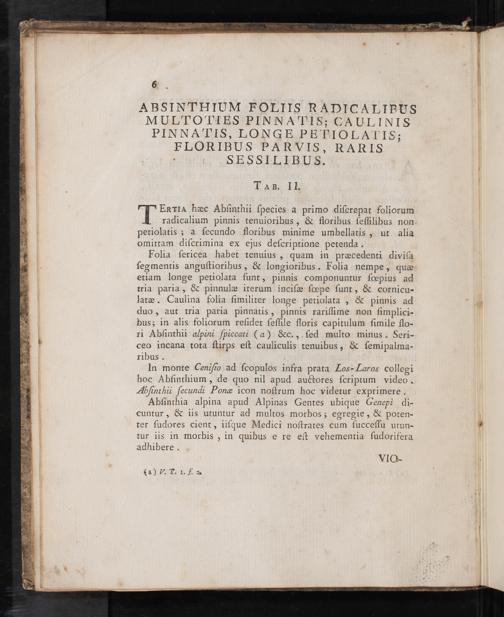 6
ABSINTHIUM FOLIIS RADICALIBUS
MULTOTIES PINNATIS; CAULINIS
PINNATIS, LONGE PETIOLATIS;
FLORIBUS PARVIS, RARIS
SESSILIBUS.
TAB. II.
TERTIA hæc Abſinthii ſpecies a primo diſcrepat foliorum
radicalium pinnis tenuioribus, & floribus ſeſſilibus non
petiolatis; a ſecundo floribus minime umbellatis, ut alia
omittam diſcrimina ex ejus deſcriptione petenda.
Folia ſericea habet tenuius, quam in præcedenti diviſa
ſegmentis anguſtioribus, & longioribus. Folia nempe, quæ
etiam longe petiolata ſunt, pinnis componuntur ſœpius ad
tria paria, & pinnulæ iterum inciſæ ſœpe ſunt, & cornicu-
latæ. Caulina folia ſimiliter longe petiolata, & pinnis ad
duo, aut tria paria pinnatis, pinnis rariſſime non ſimplici-
bus; in alis foliorum reſidet ſeſſile floris capitulum ſimile flo-
ri Abſinthii alpini ſpiccati (a) &c., ſed multo minus. Seri-
ceo incana tota ſtirps eſt cauliculis tenuibus, & ſemipalma-
ribus.
In monte Ceniſio ad ſcopulos infra prata Los-Laros collegi
hoc Abſinthium, de quo nil apud auctores ſcriptum video.
Abſinthii ſecundi Ponæ icon noſtrum hoc videtur exprimere.
Abſinthia alpina apud Alpinas Gentes ubique Genepì di-
cuntur, & iis utuntur ad multos morbos; egregie, & poten-
ter ſudores cient, iiſque Medici noſtrates cum ſucceſſu utun-
tur iis in morbis, in quibus e re eſt vehementia ſudorifera
adhibere.
VIO-
(a) V. T. 1. f. 2.